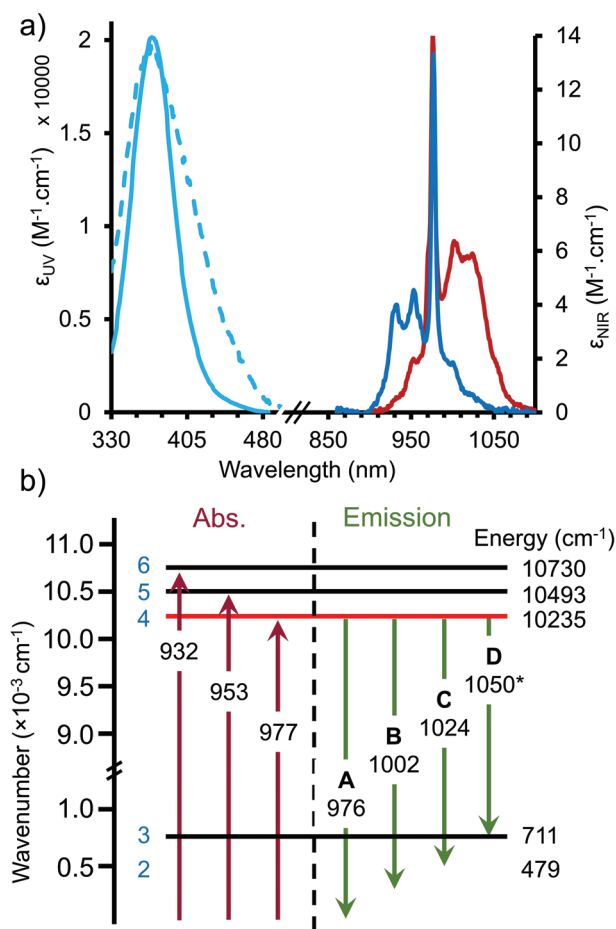 a)
2
x 10000
14
12
1.5
10
8
1
6
0.5
4
2
0
0
εUV (M-1.cm-1)
εNIR (M-1.cm-1)
330 405 480 850 950 1050
Wavelength (nm)
b)
Abs. Emission
Energy (cm-1)
11.0
6 10730
10.5
5 10493
4 10235
10.0
9.5
9.0
1.0
0.5
Wavenumber (×10-3 cm-1)
932
953
977
A
976
B
1002
C
1024
D
1050*
3 711
2 479